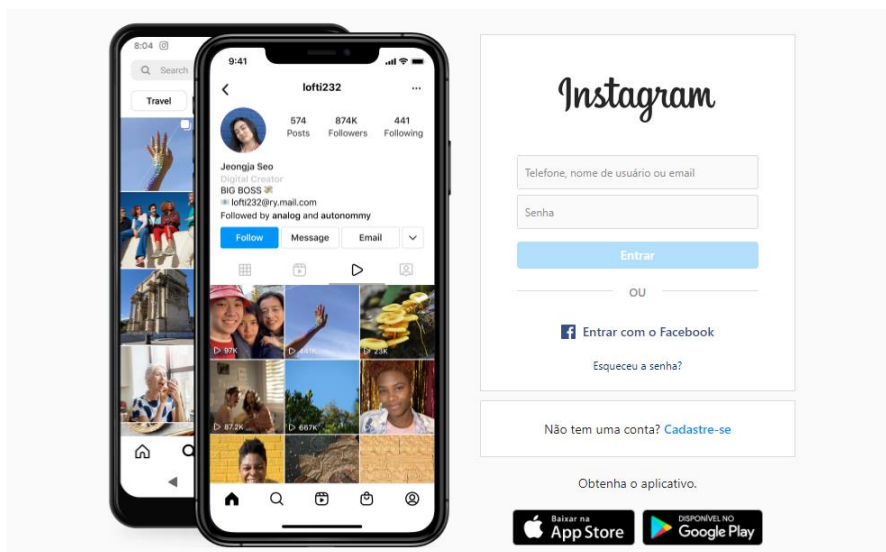 8:04
Search
Travel
9:41
lofti232
...
574 874K 441
Posts Followers Following
Jeongja Seo
Digital Creator
BIG BOSS
lofti232@ry.mail.com
Followed by analog and autonommy
Follow Message Email
97K 441K 23K
87.2K 667K
Instagram
Telefone, nome de usuário ou email
Senha
Entrar
OU
Entrar com o Facebook
Esqueceu a senha?
Não tem uma conta? Cadastre-se
Obtenha o aplicativo.
Baixar na
App Store
DISPONÍVEL NO
Google Play